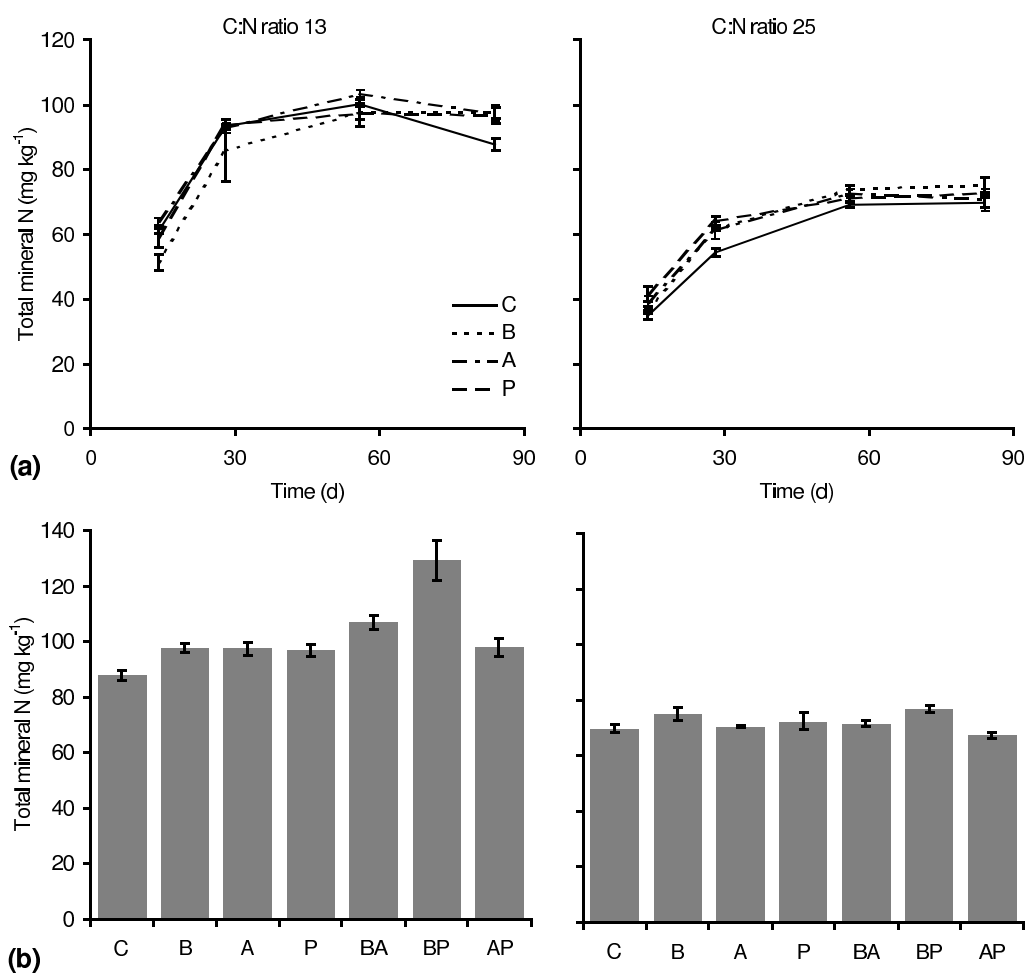 C:N ratio 13
C:N ratio 25
120
100
80
60
40
20
0
Total mineral N (mg kg-1)
C
B
A
P
0 30 60 90
0 30 60 90
(a)
Time (d)
Time (d)
140
120
100
80
60
40
20
0
Total mineral N (mg kg-1)
C B A P BA BP AP
C B A P BA BP AP
(b)